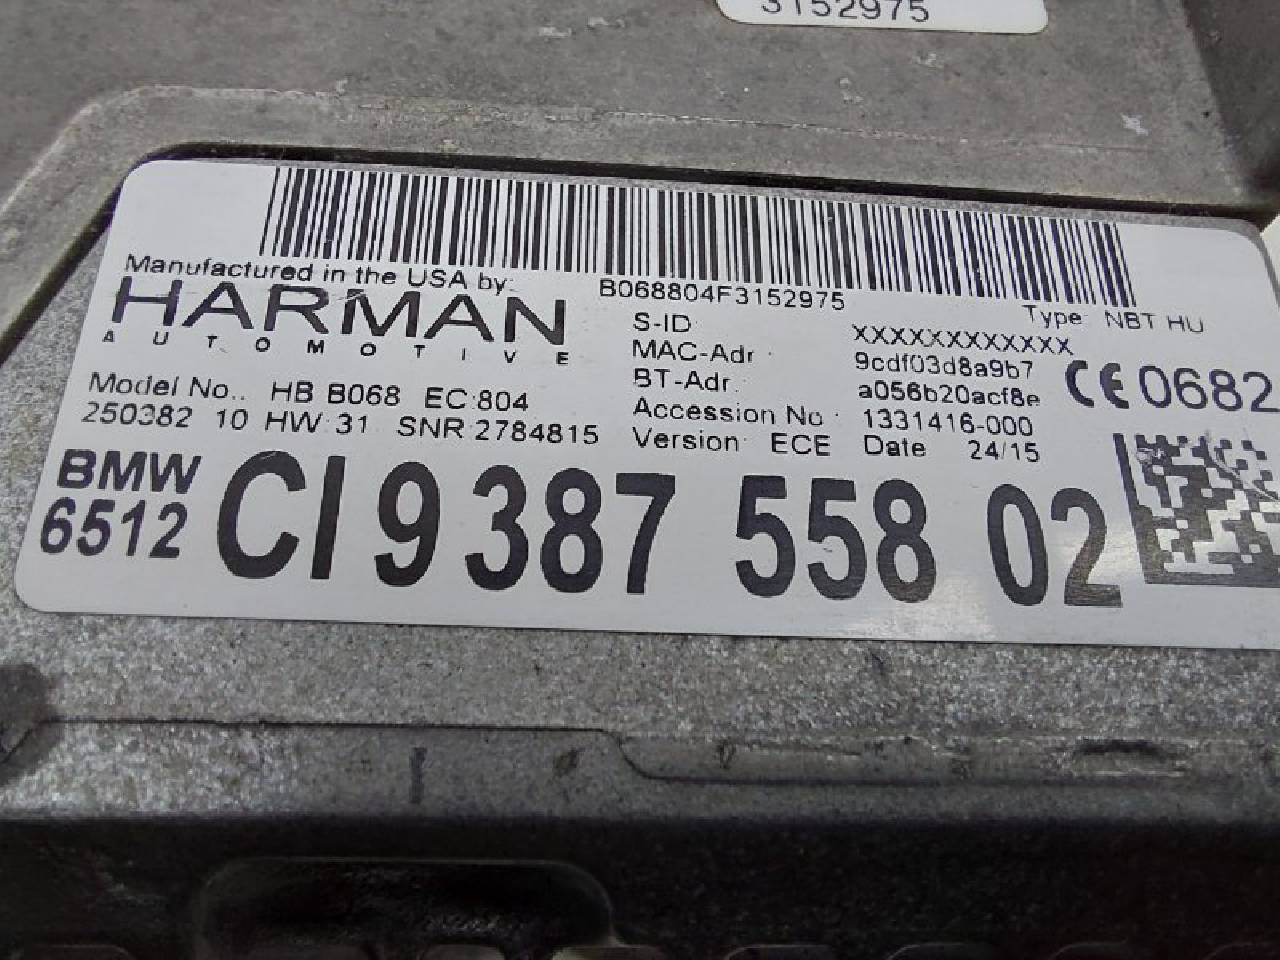 3152975
Manufactured in the USA by:
HARMAN
AUTOMOTIVE
B068804F3152975
Type NBT HU
S-ID xxxxxxxxxxxx
MAC-Adr 9cdf03d8a9b7
BT-Adr. a056b20acf8e
CE0682
Model No.. HB B068 EC:804
Accession No 1331416-000
250382 10 HW:31 SNR 2784815
Version ECE Date 24/15
BMW
6512 CI 9 387 558 02